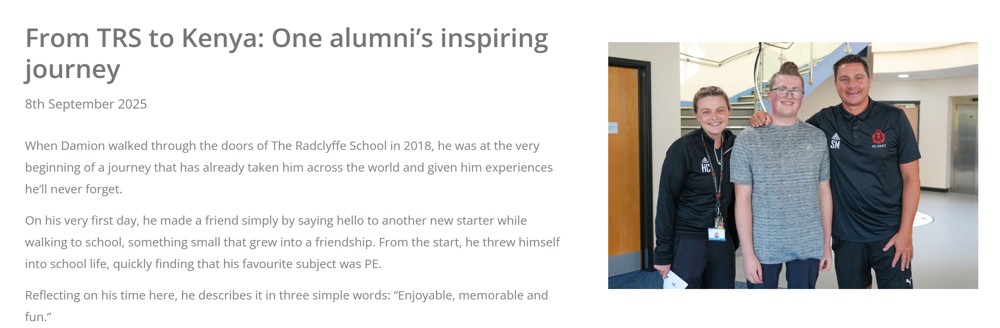 From TRS to Kenya: One alumni’s inspiring
journey
8th September 2025
When Damion walked through the doors of The Radclyffe School in 2018, he was at the very
beginning of a journey that has already taken him across the world and given him experiences
he’ll never forget.
On his very first day, he made a friend simply by saying hello to another new starter while
walking to school, something small that grew into a friendship. From the start, he threw himself
into school life, quickly finding that his favourite subject was PE.
Reflecting on his time here, he describes it in three simple words: “Enjoyable, memorable and
fun.”
adidas
HC
adidas
SM
R
PE DEPT